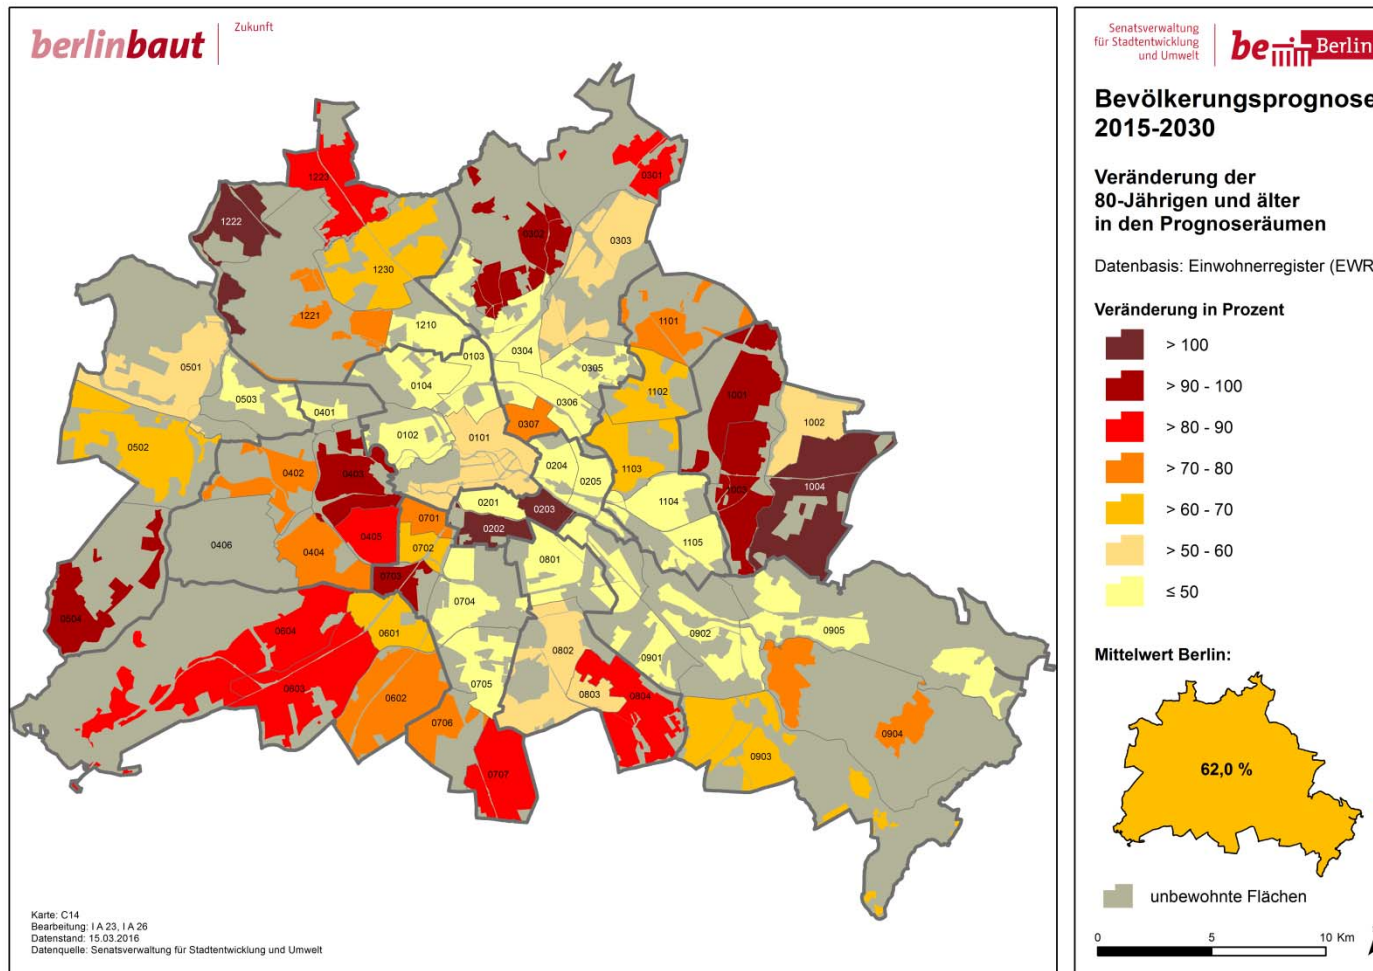 berlinbaut
Zukunft
1223
0301
1222
0302
0303
1230
1221
1101
1210
0103
0304
0501
0104
0305
1102
1001
0503
0401
0306
0307
1002
0102
0101
0502
0402
0403
0204
1103
1003
1004
0205
0201
0203
1104
0202
0701
0405
0406
0404
0702
1105
0801
0703
0704
0504
0604
0601
0902
0905
0802
0901
0705
0603
0602
0803
0804
0706
0904
0903
0707
Karte: C14
Bearbeitung: I A 23, I A 26
Datenstand: 15.03.2016
Datenquelle: Senatsverwaltung für Stadtentwicklung und Umwelt
Senatsverwaltung
für Stadtentwicklung
und Umwelt
be Berlin
Bevölkerungsprognose
2015-2030
Veränderung der
80-Jährigen und älter
in den Prognoseräumen
Datenbasis: Einwohnerregister (EWR
Veränderung in Prozent
> 100
> 90 - 100
> 80 - 90
> 70 - 80
> 60 - 70
> 50 - 60
≤ 50
Mittelwert Berlin:
62,0 %
unbewohnte Flächen
0 5 10 Km